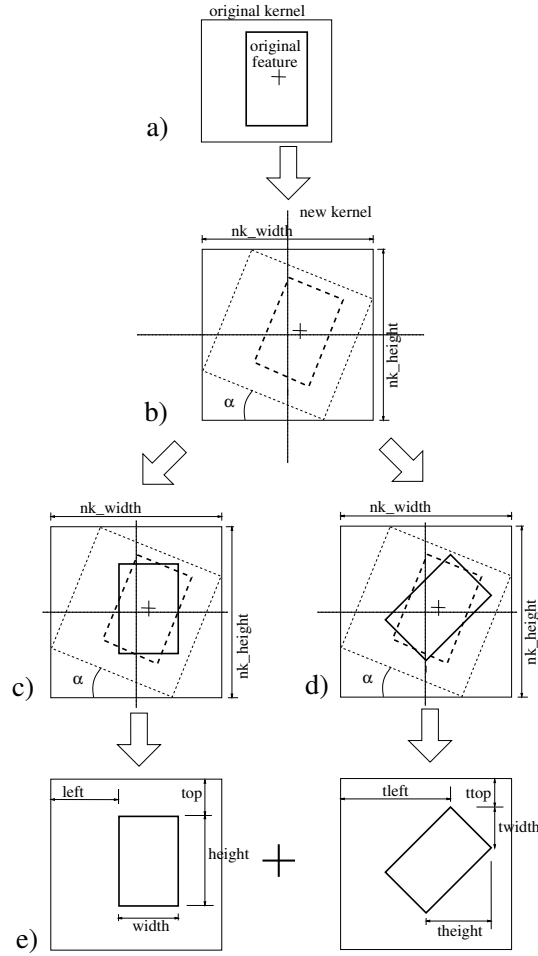 original kernel
original
feature
a)
new kernel
nk_width
nk_height
b)
α
nk_width
nk_width
nk_height
nk_height
c)
α
d)
α
left
top
height
width
tleft
ttop
twidth
theight
e)